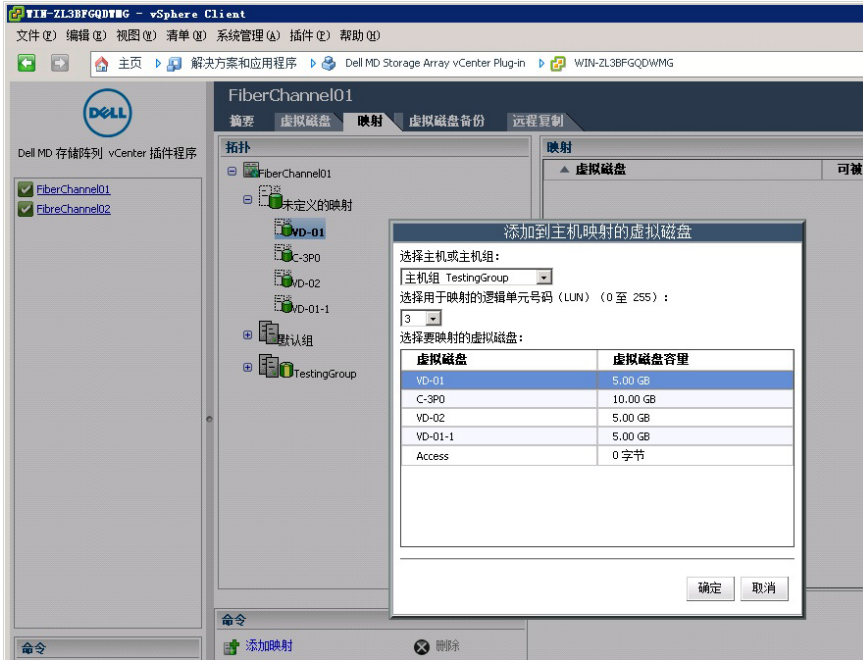 WIN-ZL3BFGQDWMG - vSphere Client
文件(F) 编辑(E) 视图(V) 清单(N) 系统管理(A) 插件(P) 帮助(H)
主页 解决方案和应用程序 Dell MD Storage Array vCenter Plug-in WIN-ZL3BFGQDWMG
DELL
Dell MD 存储阵列 vCenter 插件程序
FiberChannel01
FibreChannel02
命令
FiberChannel01
摘要 虚拟磁盘 映射 虚拟磁盘备份 远程复制
拓扑
FiberChannel01
未定义的映射
VD-01
C-3PO
VD-02
VD-01-1
默认组
TestingGroup
命令
添加映射 删除
映射
虚拟磁盘 可被
添加到主机映射的虚拟磁盘
选择主机或主机组：
主机组 TestingGroup
选择用于映射的逻辑单元号码（LUN）（0 至 255）：
3
选择要映射的虚拟磁盘：
虚拟磁盘 虚拟磁盘容量
VD-01 5.00 GB
C-3PO 10.00 GB
VD-02 5.00 GB
VD-01-1 5.00 GB
Access 0 字节
确定 取消